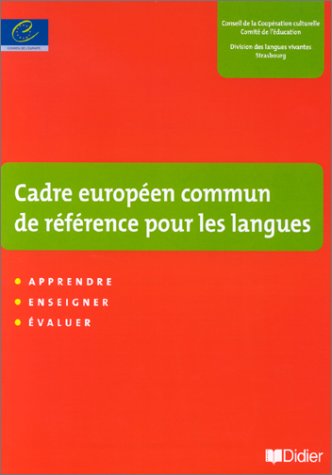 Conseil de la Coopération culturelle
Comité de l'éducation
Division des langues vivantes
Strasbourg
Cadre européen commun
de référence pour les langues
APPRENDRE
ENSEIGNER
ÉVALUER
Didier